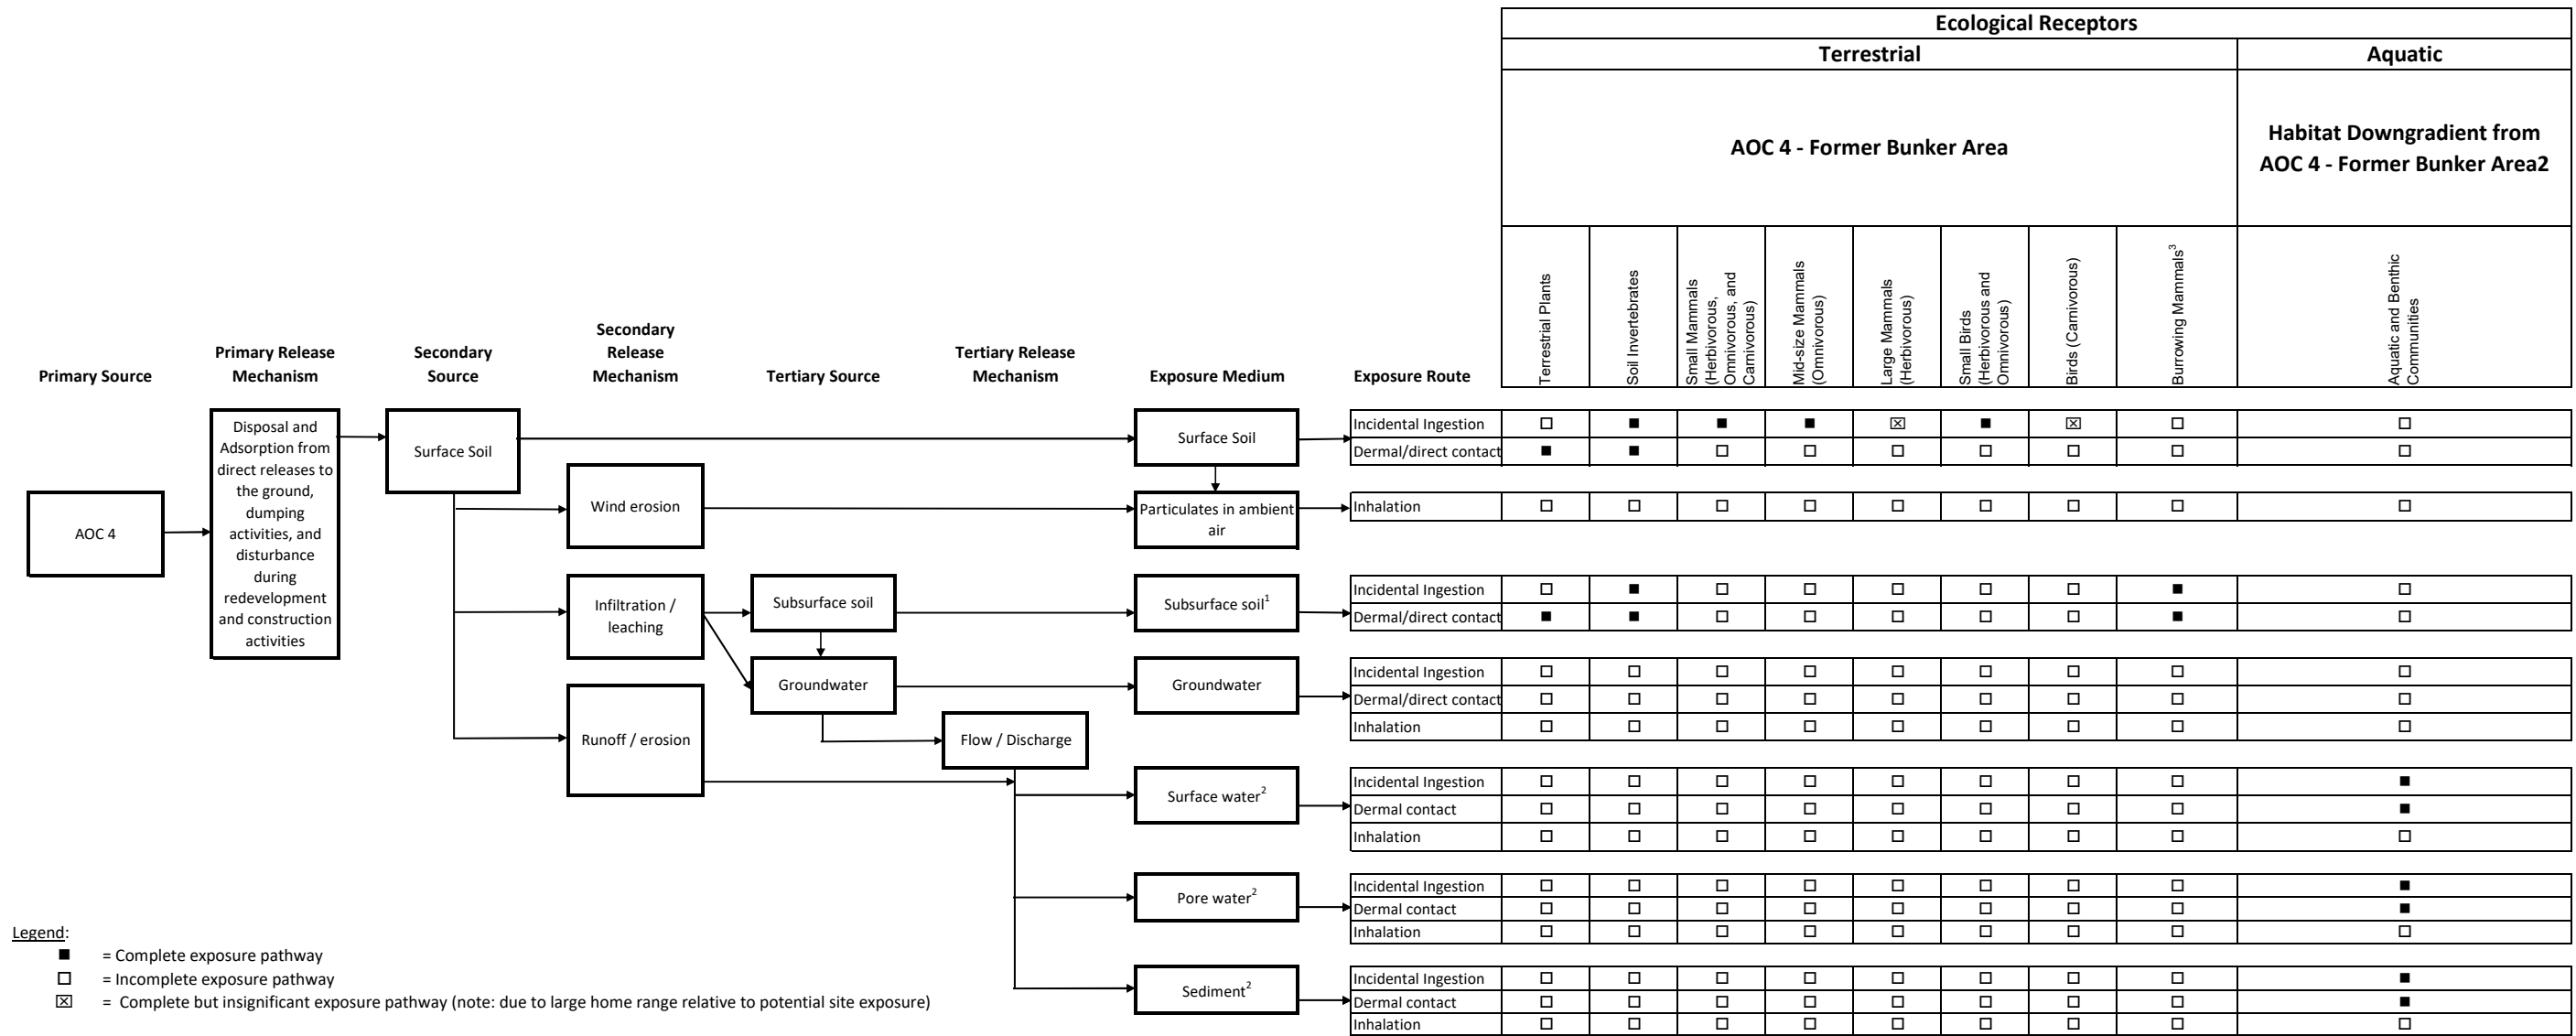 Ecological Receptors
Terrestrial
Aquatic
AOC 4 - Former Bunker Area
Habitat Downgradient from
AOC 4 - Former Bunker Area2
Terrestrial Plants
Soil Invertebrates
Small Mammals
(Herbivorous,
Omnivorous, and
Carnivorous)
Mid-size Mammals
(Omnivorous)
Large Mammals
(Herbivorous)
Small Birds
(Herbivorous and
Omnivorous)
Birds (Carnivorous)
Burrowing Mammals³
Aquatic and Benthic
Communities
Primary Source
Primary Release
Mechanism
Secondary
Source
Secondary
Release
Mechanism
Tertiary Source
Tertiary Release
Mechanism
Exposure Medium
Exposure Route
AOC 4
Disposal and
Adsorption from
direct releases to
the ground,
dumping
activities, and
disturbance
during
redevelopment
and construction
activities
Surface Soil
Surface Soil
Incidental Ingestion □ ■ ■ ■ ☒ ■ ☒ □ □
Dermal/direct contact ■ ■ □ □ □ □ □ □ □
Wind erosion
Particulates in ambient
air
Inhalation □ □ □ □ □ □ □ □ □
Infiltration /
leaching
Subsurface soil
Subsurface soil¹
Incidental Ingestion □ ■ □ □ □ □ □ ■ □
Dermal/direct contact ■ ■ □ □ □ □ □ ■ □
Groundwater
Groundwater
Incidental Ingestion □ □ □ □ □ □ □ □ □
Dermal/direct contact □ □ □ □ □ □ □ □ □
Inhalation □ □ □ □ □ □ □ □ □
Runoff / erosion
Flow / Discharge
Surface water²
Incidental Ingestion □ □ □ □ □ □ □ □ ■
Dermal contact □ □ □ □ □ □ □ □ ■
Inhalation □ □ □ □ □ □ □ □ □
Pore water²
Incidental Ingestion □ □ □ □ □ □ □ □ ■
Dermal contact □ □ □ □ □ □ □ □ ■
Inhalation □ □ □ □ □ □ □ □ □
Sediment²
Incidental Ingestion □ □ □ □ □ □ □ □ ■
Dermal contact □ □ □ □ □ □ □ □ ■
Inhalation □ □ □ □ □ □ □ □ □
Legend:
■ = Complete exposure pathway
□ = Incomplete exposure pathway
☒ = Complete but insignificant exposure pathway (note: due to large home range relative to potential site exposure)